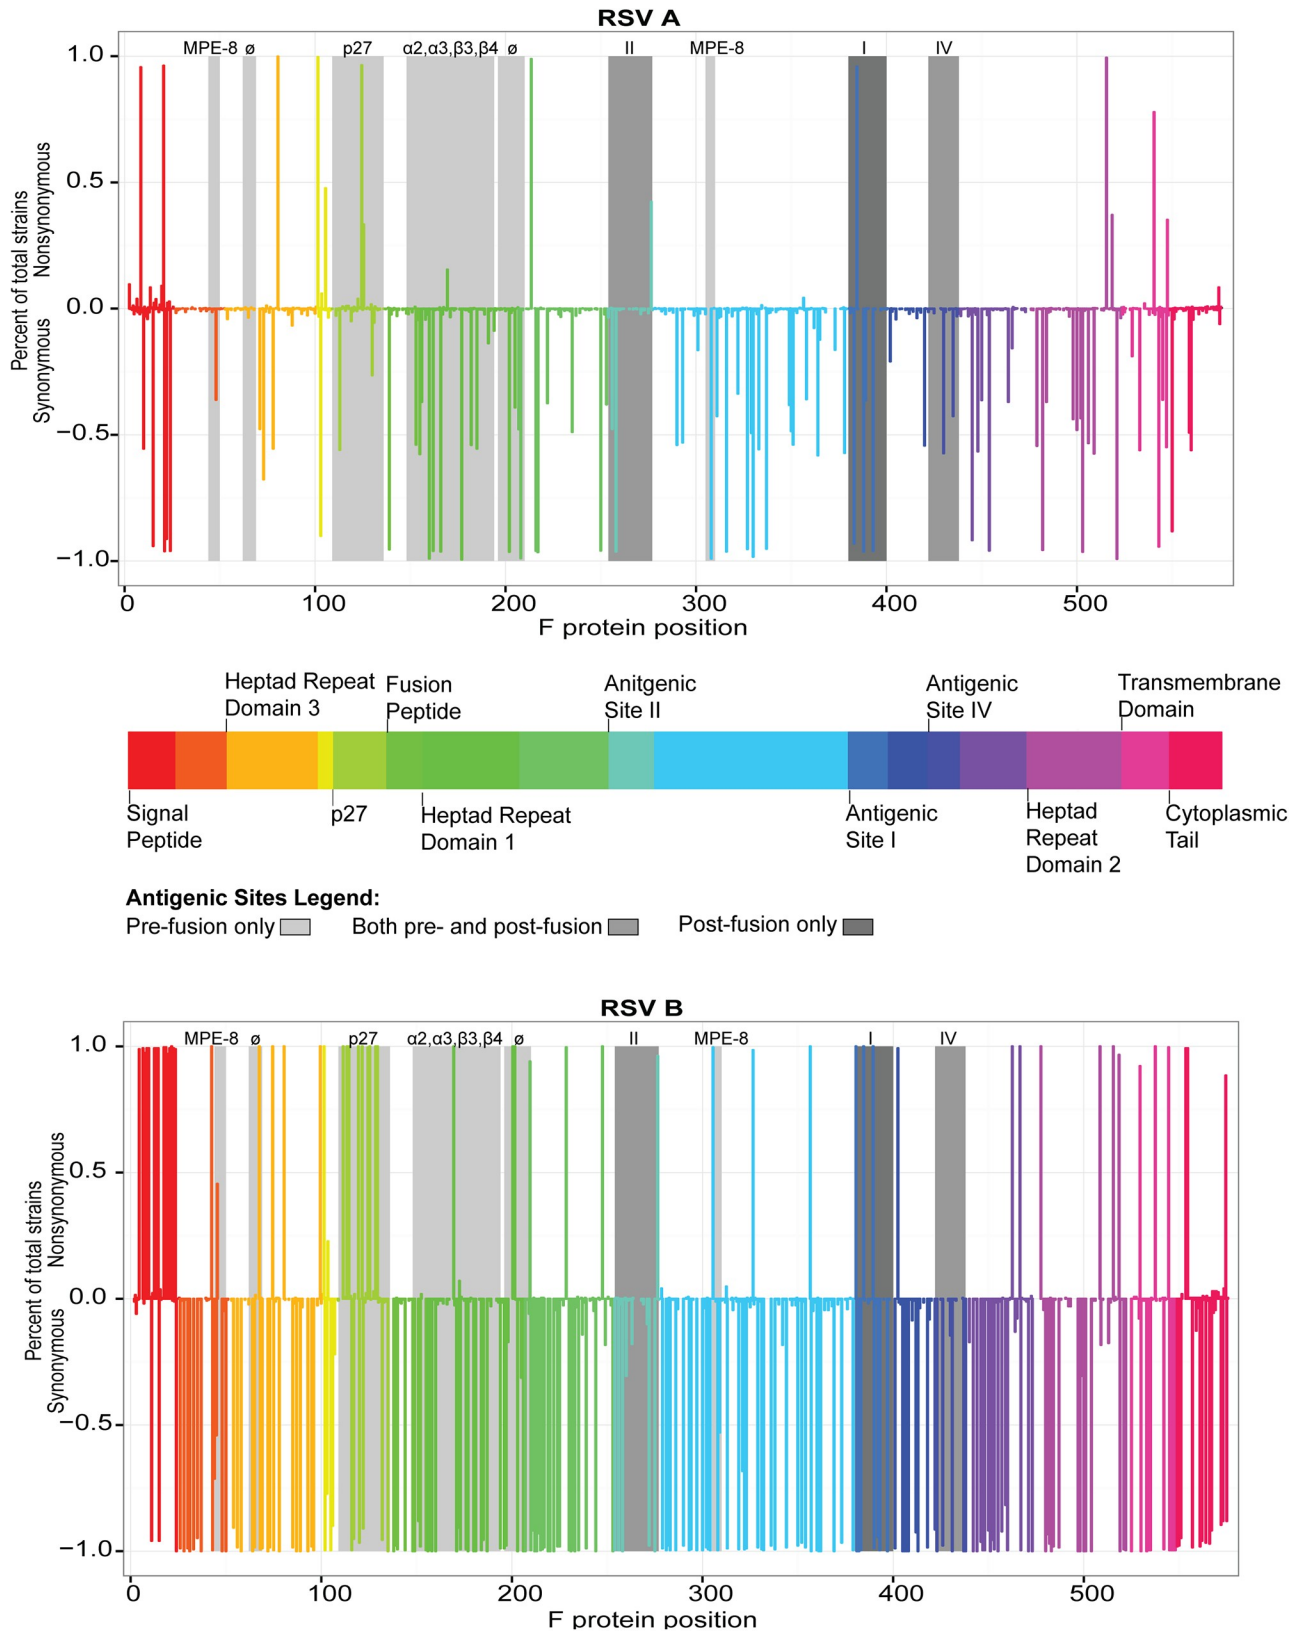 RSV A
MPE-8 ø p27 α2,α3,β3,β4 ø II MPE-8 I IV
1.0
0.5
0.0
−0.5
−1.0
Percent of total strains
Synonymous Nonsynonymous
0 100 200 300 400 500
F protein position
Heptad Repeat
Domain 3
Fusion
Peptide
Anitgenic
Site II
Antigenic
Site IV
Transmembrane
Domain
Signal
Peptide
p27
Heptad Repeat
Domain 1
Antigenic
Site I
Heptad
Repeat
Domain 2
Cytoplasmic
Tail
Antigenic Sites Legend:
Pre-fusion only Both pre- and post-fusion Post-fusion only
RSV B
MPE-8 ø p27 α2,α3,β3,β4 ø II MPE-8 I IV
1.0
0.5
0.0
−0.5
−1.0
Percent of total strains
Synonymous Nonsynonymous
0 100 200 300 400 500
F protein position